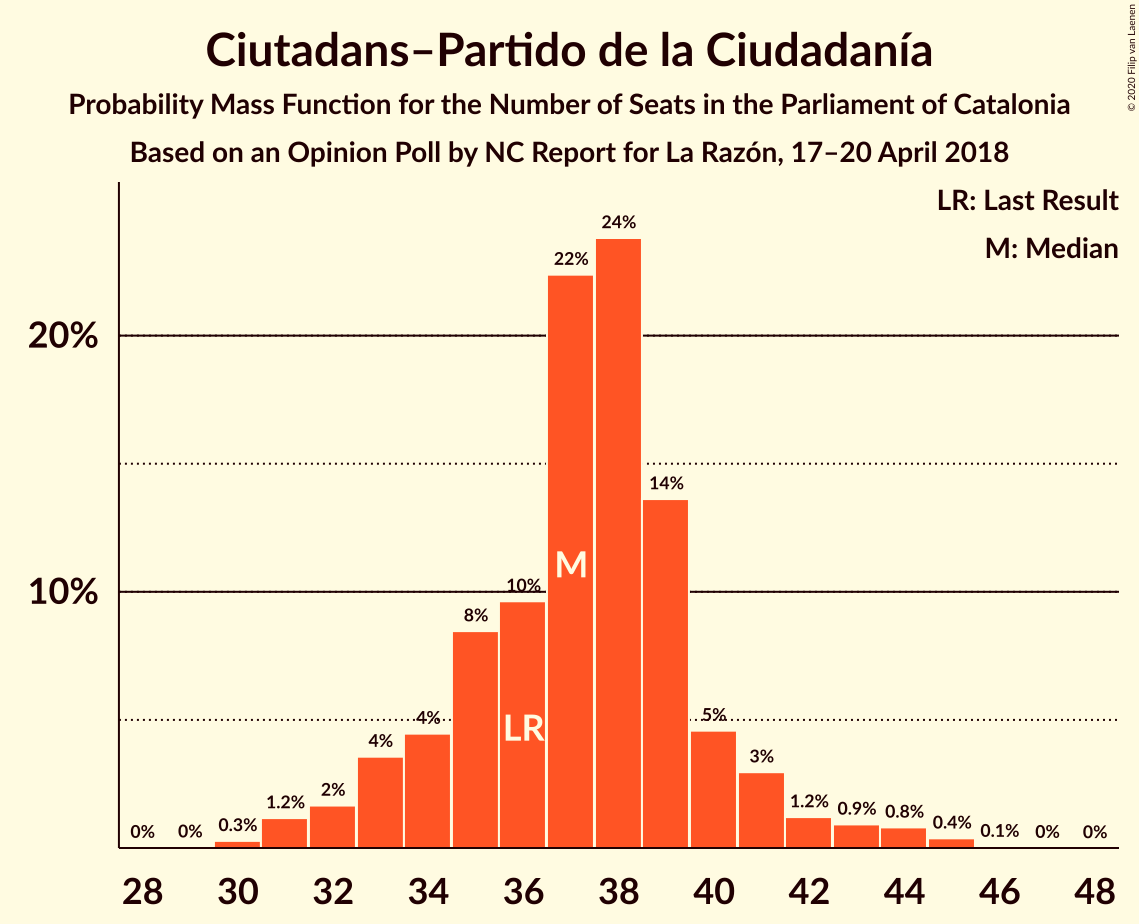 Ciutadans–Partido de la Ciudadanía
Probability Mass Function for the Number of Seats in the Parliament of Catalonia
Based on an Opinion Poll by NC Report for La Razón, 17–20 April 2018
© 2020 Filip van Laenen
LR: Last Result
M: Median
20%
10%
0%
0%
0.3%
1.2%
2%
4%
4%
8%
10%
22%
24%
14%
5%
3%
1.2%
0.9%
0.8%
0.4%
0.1%
0%
0%
M
LR
28 30 32 34 36 38 40 42 44 46 48